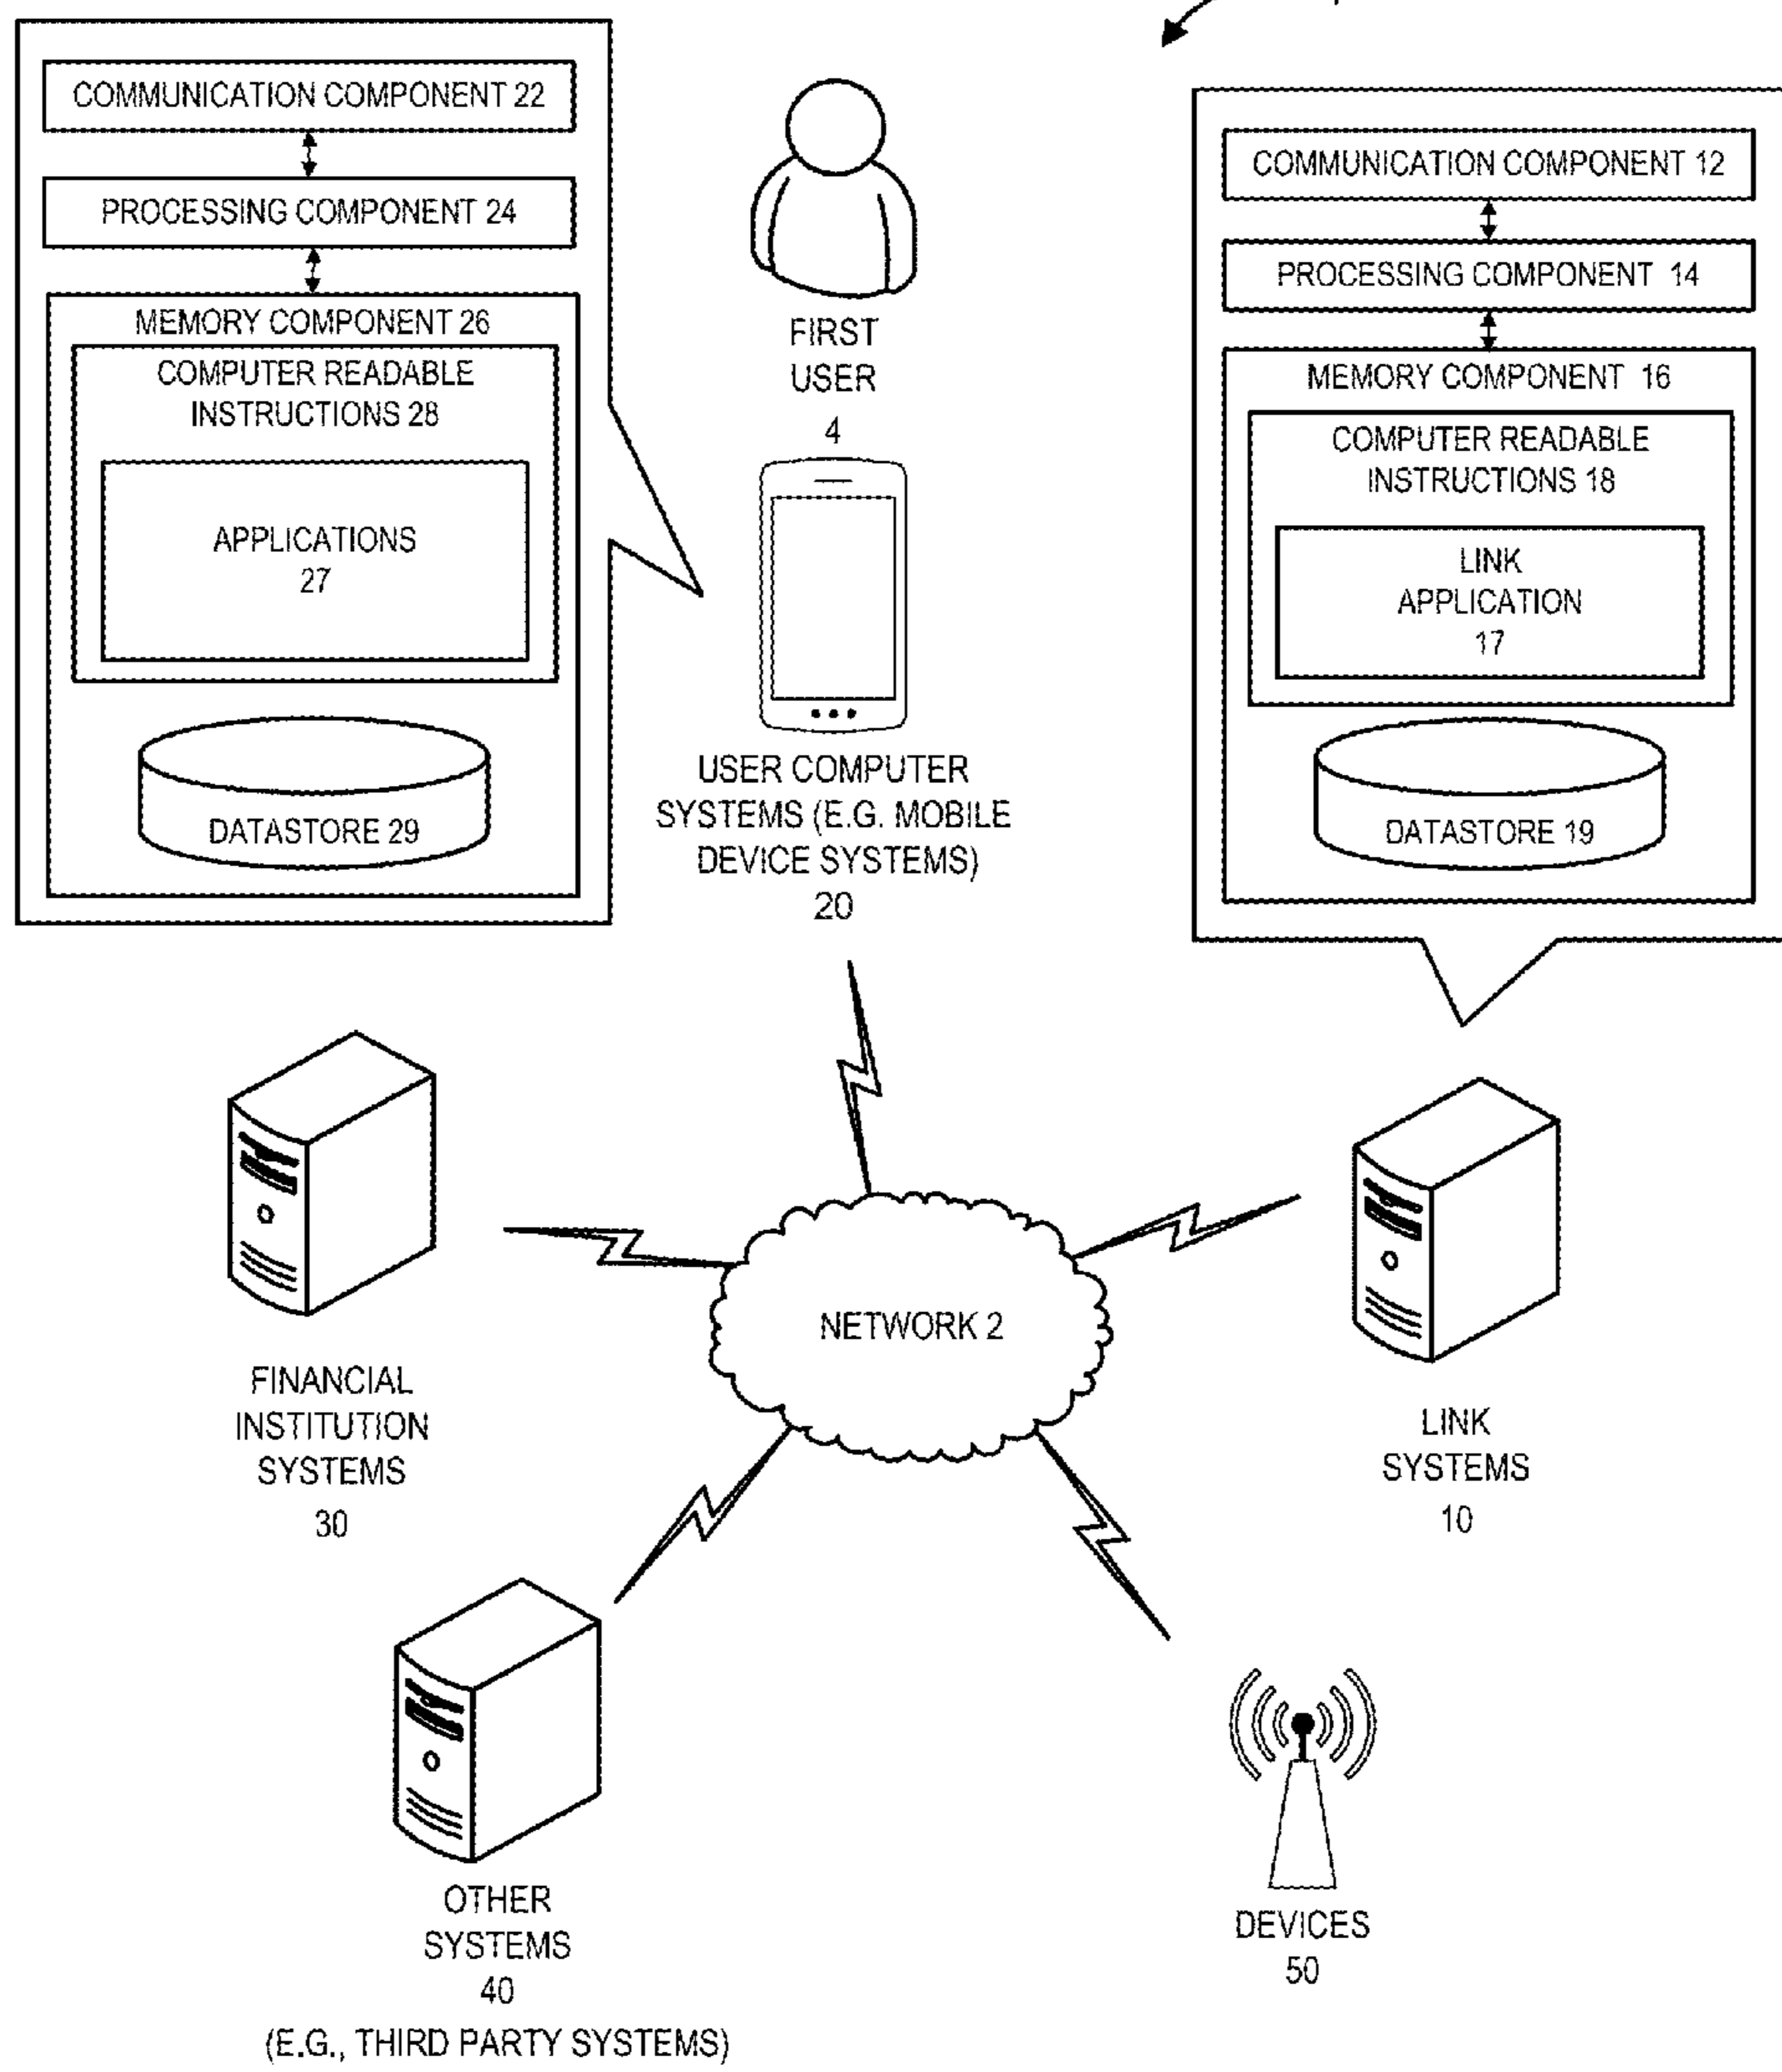 COMMUNICATION COMPONENT 22
PROCESSING COMPONENT 24
MEMORY COMPONENT 26
COMPUTER READABLE
INSTRUCTIONS 28
APPLICATIONS
27
DATASTORE 29
FIRST
USER
4
USER COMPUTER
SYSTEMS (E.G. MOBILE
DEVICE SYSTEMS)
20
COMMUNICATION COMPONENT 12
PROCESSING COMPONENT 14
MEMORY COMPONENT 16
COMPUTER READABLE
INSTRUCTIONS 18
LINK
APPLICATION
17
DATASTORE 19
FINANCIAL
INSTITUTION
SYSTEMS
30
NETWORK 2
LINK
SYSTEMS
10
OTHER
SYSTEMS
40
(E.G., THIRD PARTY SYSTEMS)
DEVICES
50